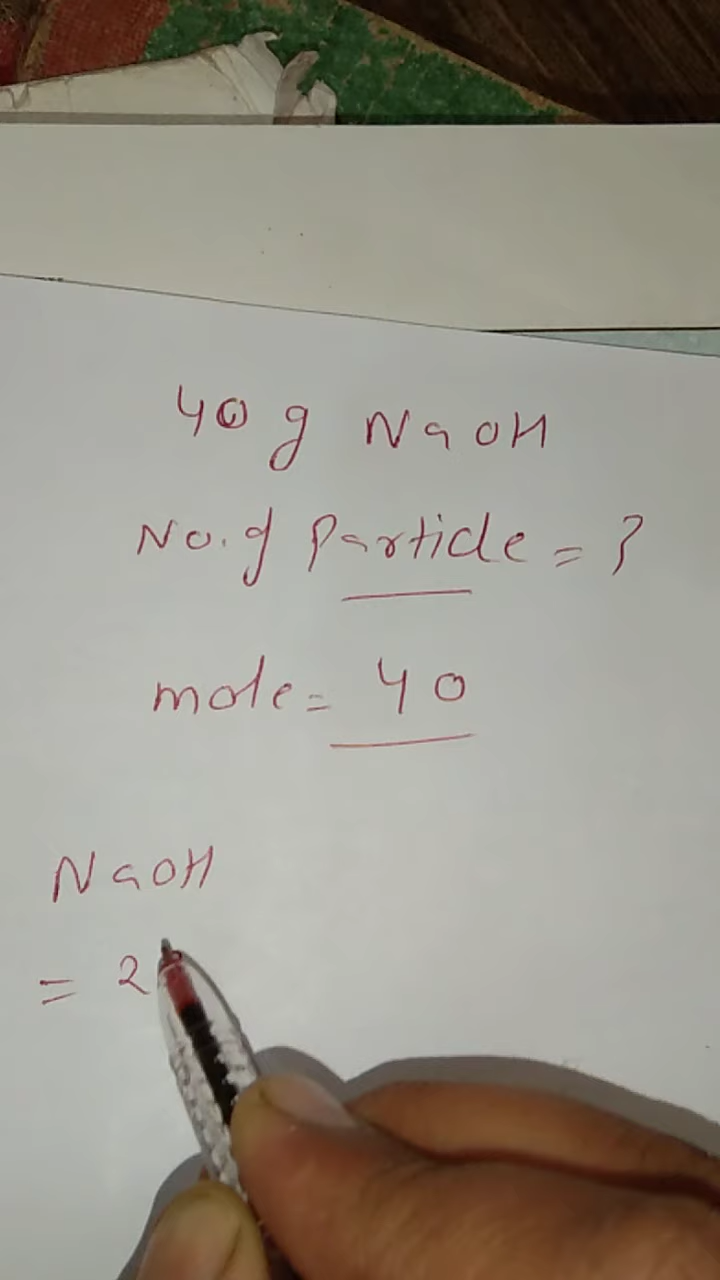 40 g NaOH
No. of Particle = ?
mole = 40
NaOH
= 2